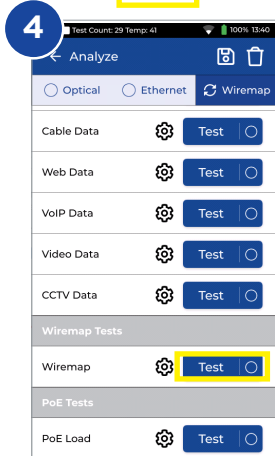 4
Test Count: 29 Temp: 41 100% 13:40
Analyze
Optical Ethernet Wiremap
Cable Data Test
Web Data Test
VoIP Data Test
Video Data Test
CCTV Data Test
Wiremap Tests
Wiremap Test
PoE Tests
PoE Load Test